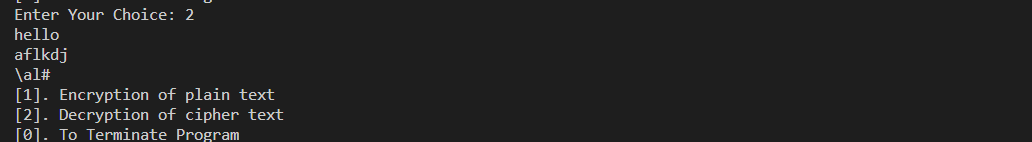 Enter Your Choice: 2
hello
aflkdj
\al#
[1]. Encryption of plain text
[2]. Decryption of cipher text
[0]. To Terminate Program